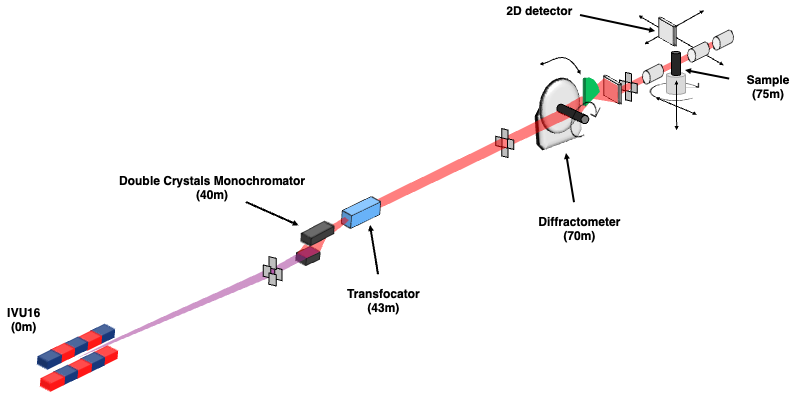 2D detector
Sample
(75m)
Double Crystals Monochromator
(40m)
Diffractometer
(70m)
Transfocator
(43m)
IVU16
(0m)